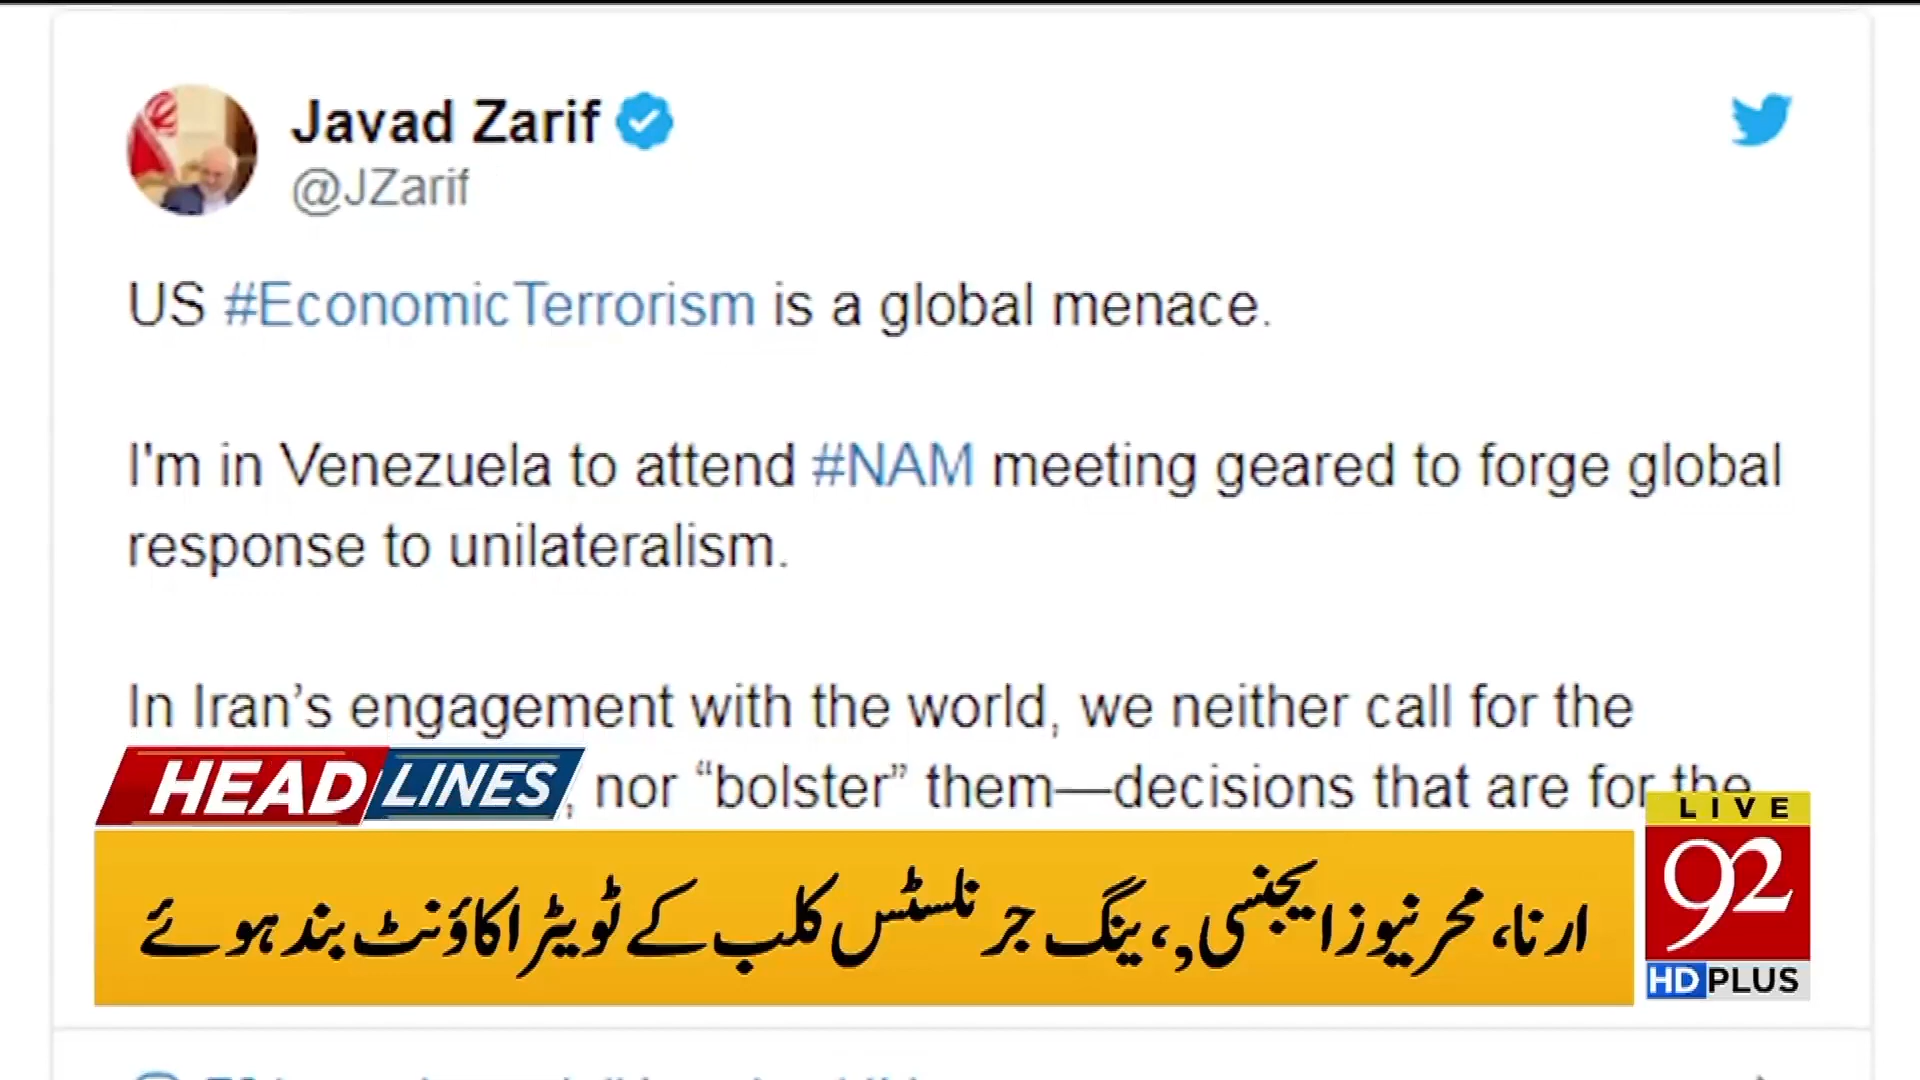 Javad Zarif
@JZarif
US #EconomicTerrorism is a global menace.
I'm in Venezuela to attend #NAM meeting geared to forge global
response to unilateralism.
In Iran’s engagement with the world, we neither call for the
, nor “bolster” them—decisions that are for the
HEADLINES
LIVE
ارنا، محر نیوز ایجنسی,، ینگ جرنلسٹس کلب کے ٹویٹر اکاؤنٹ بند ہوئے
92
HD PLUS